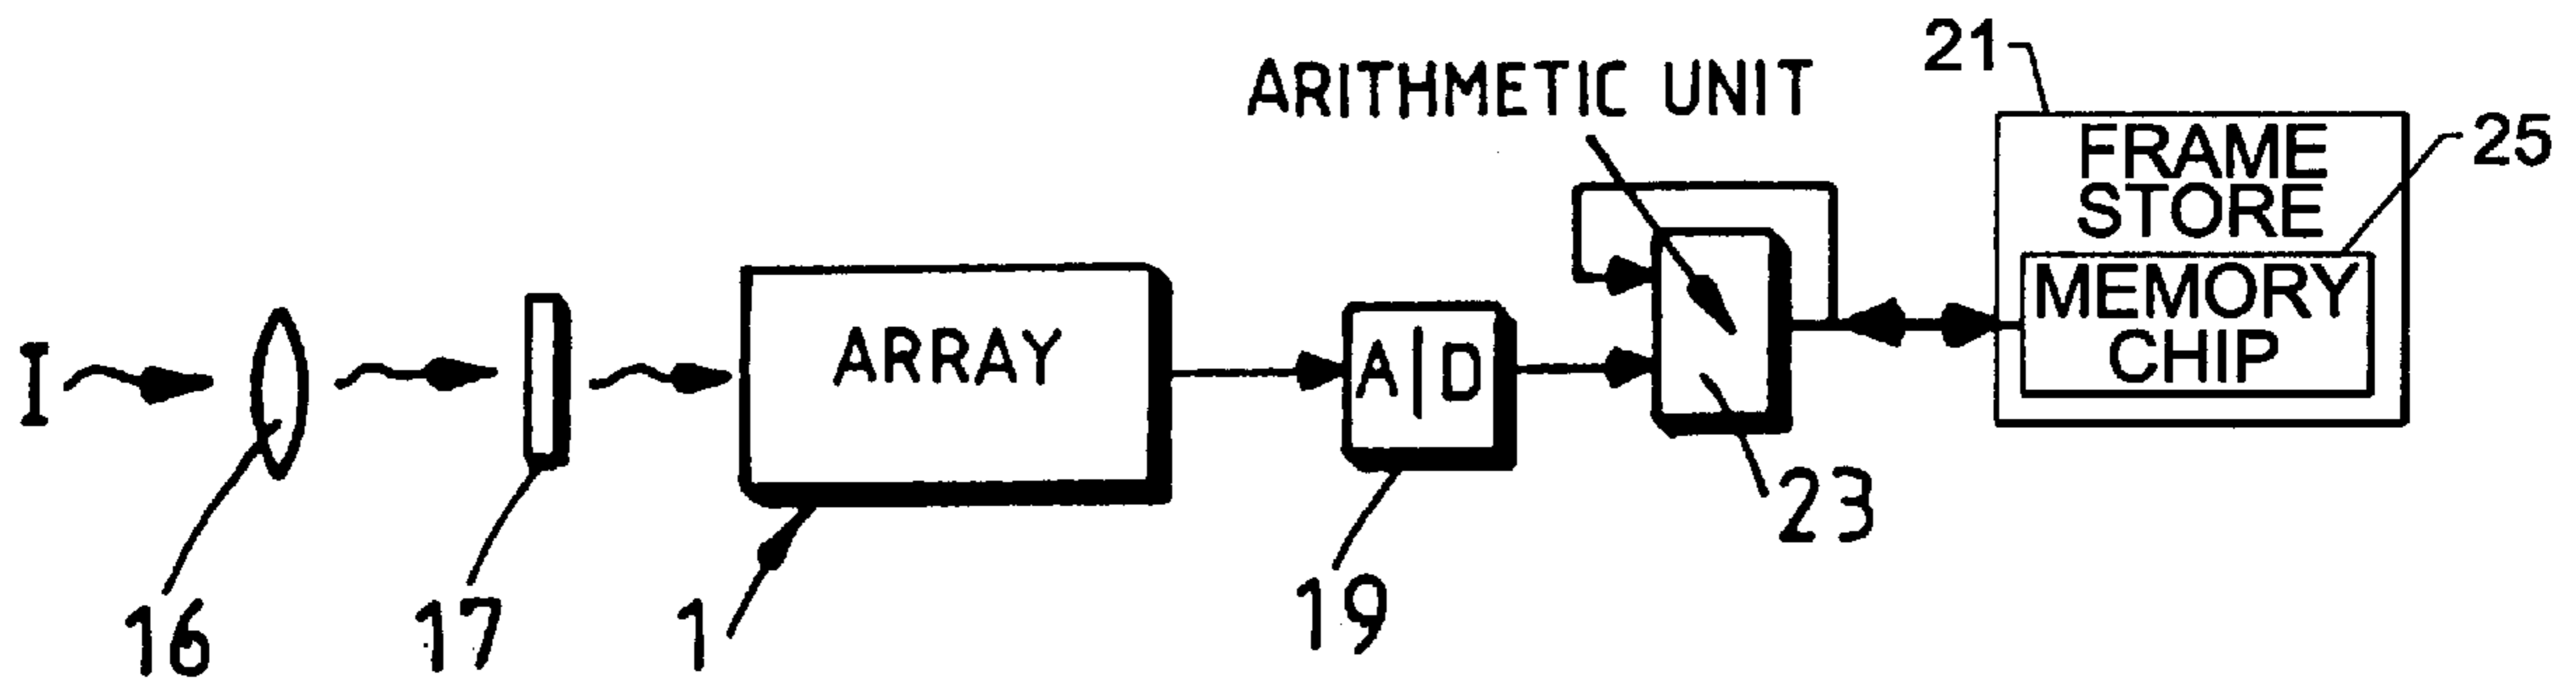 21
ARITHMETIC UNIT
25
FRAME
STORE
MEMORY
CHIP
I
ARRAY
A|D
23
16
17
1
19